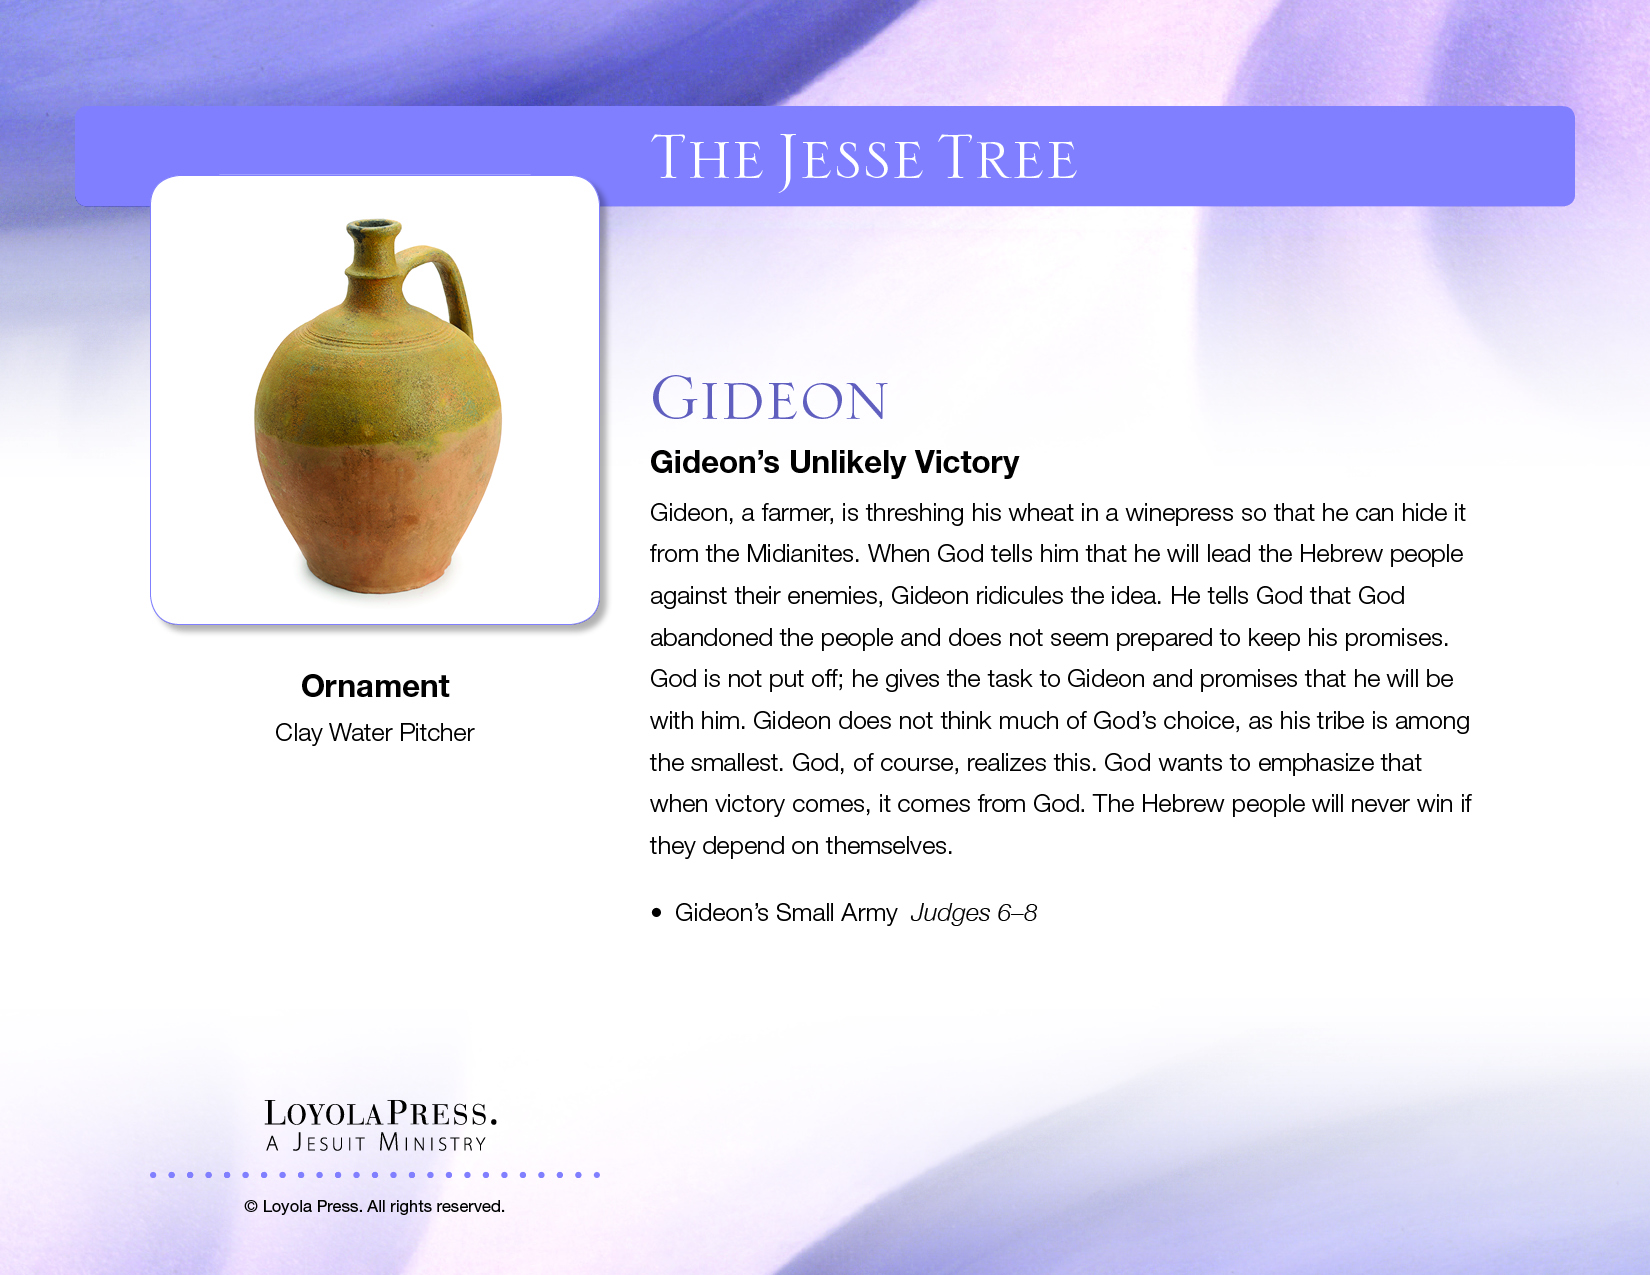 THE JESSE TREE
GIDEON
Gideon’s Unlikely Victory
Gideon, a farmer, is threshing his wheat in a winepress so that he can hide it
from the Midianites. When God tells him that he will lead the Hebrew people
against their enemies, Gideon ridicules the idea. He tells God that God
abandoned the people and does not seem prepared to keep his promises.
God is not put off; he gives the task to Gideon and promises that he will be
with him. Gideon does not think much of God’s choice, as his tribe is among
the smallest. God, of course, realizes this. God wants to emphasize that
when victory comes, it comes from God. The Hebrew people will never win if
they depend on themselves.
• Gideon’s Small Army Judges 6–8
Ornament
Clay Water Pitcher
LOYOLAPRESS.
A JESUIT MINISTRY
© Loyola Press. All rights reserved.